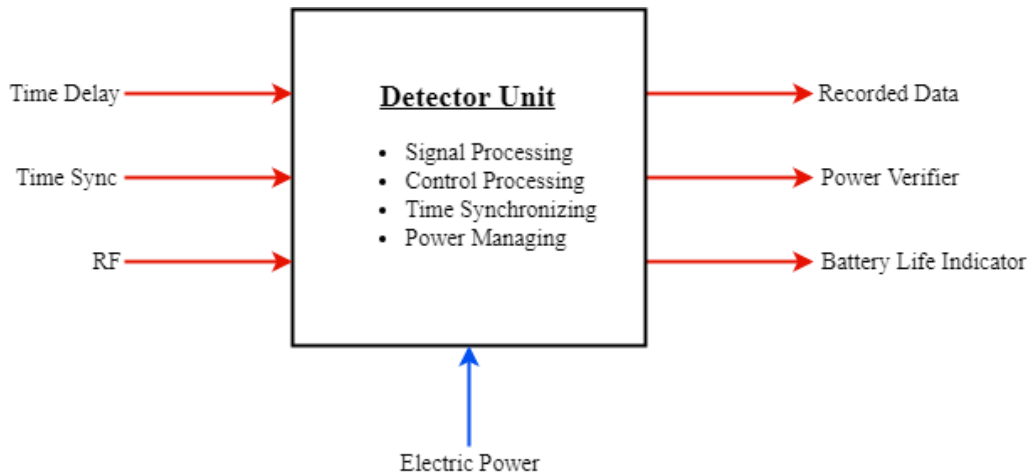 Time Delay
Time Sync
RF
Detector Unit
• Signal Processing
• Control Processing
• Time Synchronizing
• Power Managing
Recorded Data
Power Verifier
Battery Life Indicator
Electric Power